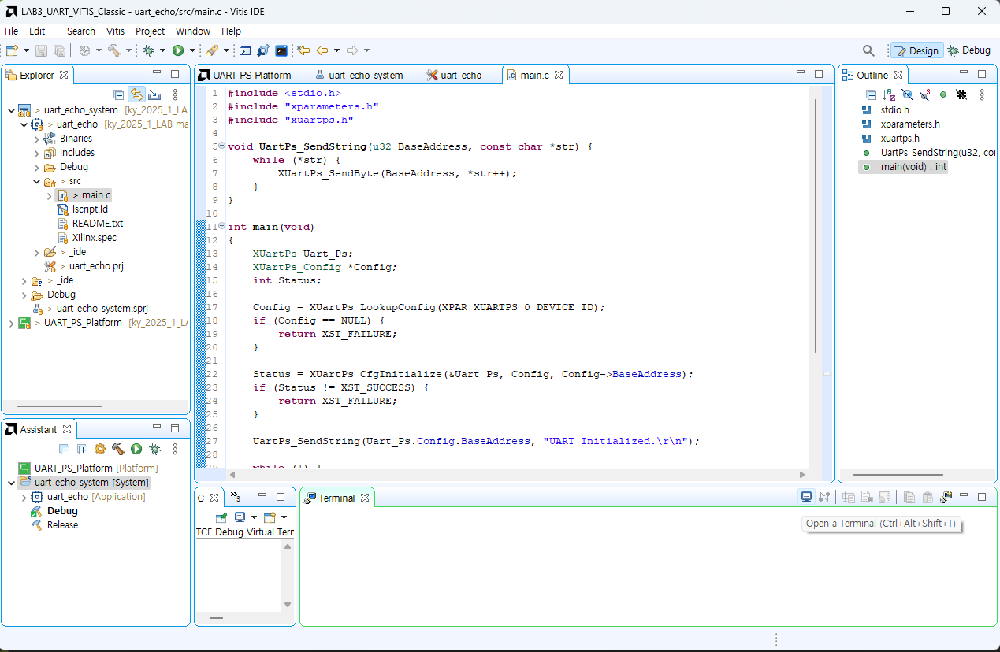 LAB3_UART_VITIS_Classic - uart_echo/src/main.c - Vitis IDE
File Edit Search Vitis Project Window Help
Design Debug
Explorer
uart_echo_system [ky_2025_1_LA
> uart_echo [ky_2025_1_LAB ma
Binaries
> Includes
> Debug
> src
> main.c
lscript.ld
README.txt
Xilinx.spec
> _ide
> uart_echo.prj
> _ide
Debug
> uart_echo_system.sprj
> UART_PS_Platform [ky_2025_1_LA
Assistant
UART_PS_Platform [Platform]
uart_echo_system [System]
uart_echo [Application]
Debug
Release
UART_PS_Platform uart_echo_system uart_echo main.c
1 #include <stdio.h>
2 #include "xparameters.h"
3 #include "xuartps.h"
4
5 void UartPs_SendString(u32 BaseAddress, const char *str) {
6 while (*str) {
7 XUartPs_SendByte(BaseAddress, *str++);
8 }
9 }
10
11 int main(void)
12 {
13 XUartPs Uart_Ps;
14 XUartPs_Config *Config;
15 int Status;
16
17 Config = XUartPs_LookupConfig(XPAR_XUARTPS_0_DEVICE_ID);
18 if (Config == NULL) {
19 return XST_FAILURE;
20 }
21
22 Status = XUartPs_CfgInitialize(&Uart_Ps, Config, Config->BaseAddress);
23 if (Status != XST_SUCCESS) {
24 return XST_FAILURE;
25 }
26
27 UartPs_SendString(Uart_Ps.Config.BaseAddress, "UART Initialized.\r\n");
28
29 while (1) {
Outline
stdio.h
xparameters.h
xuartps.h
UartPs_SendString(u32, co
main(void) : int
C
3
TCF Debug Virtual Terr
Terminal
Open a Terminal (Ctrl+Alt+Shift+T)